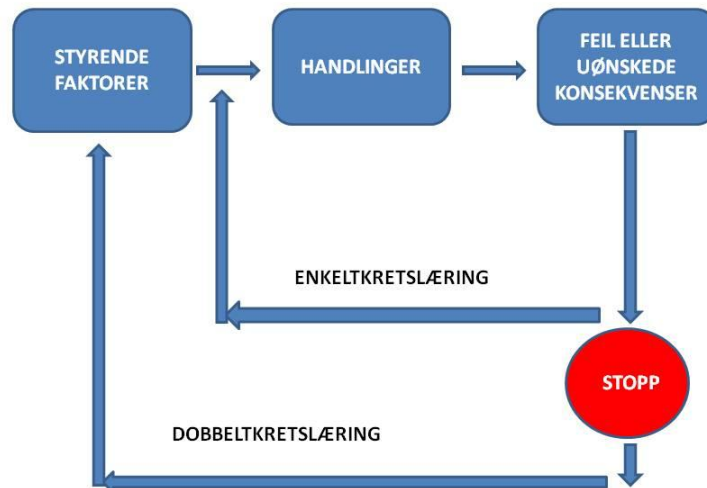 STYRENDE
FAKTORER
HANDLINGER
FEIL ELLER
UØNSKEDE
KONSEKVENSER
ENKELTKRETSLÆRING
STOPP
DOBBELTKRETSLÆRING